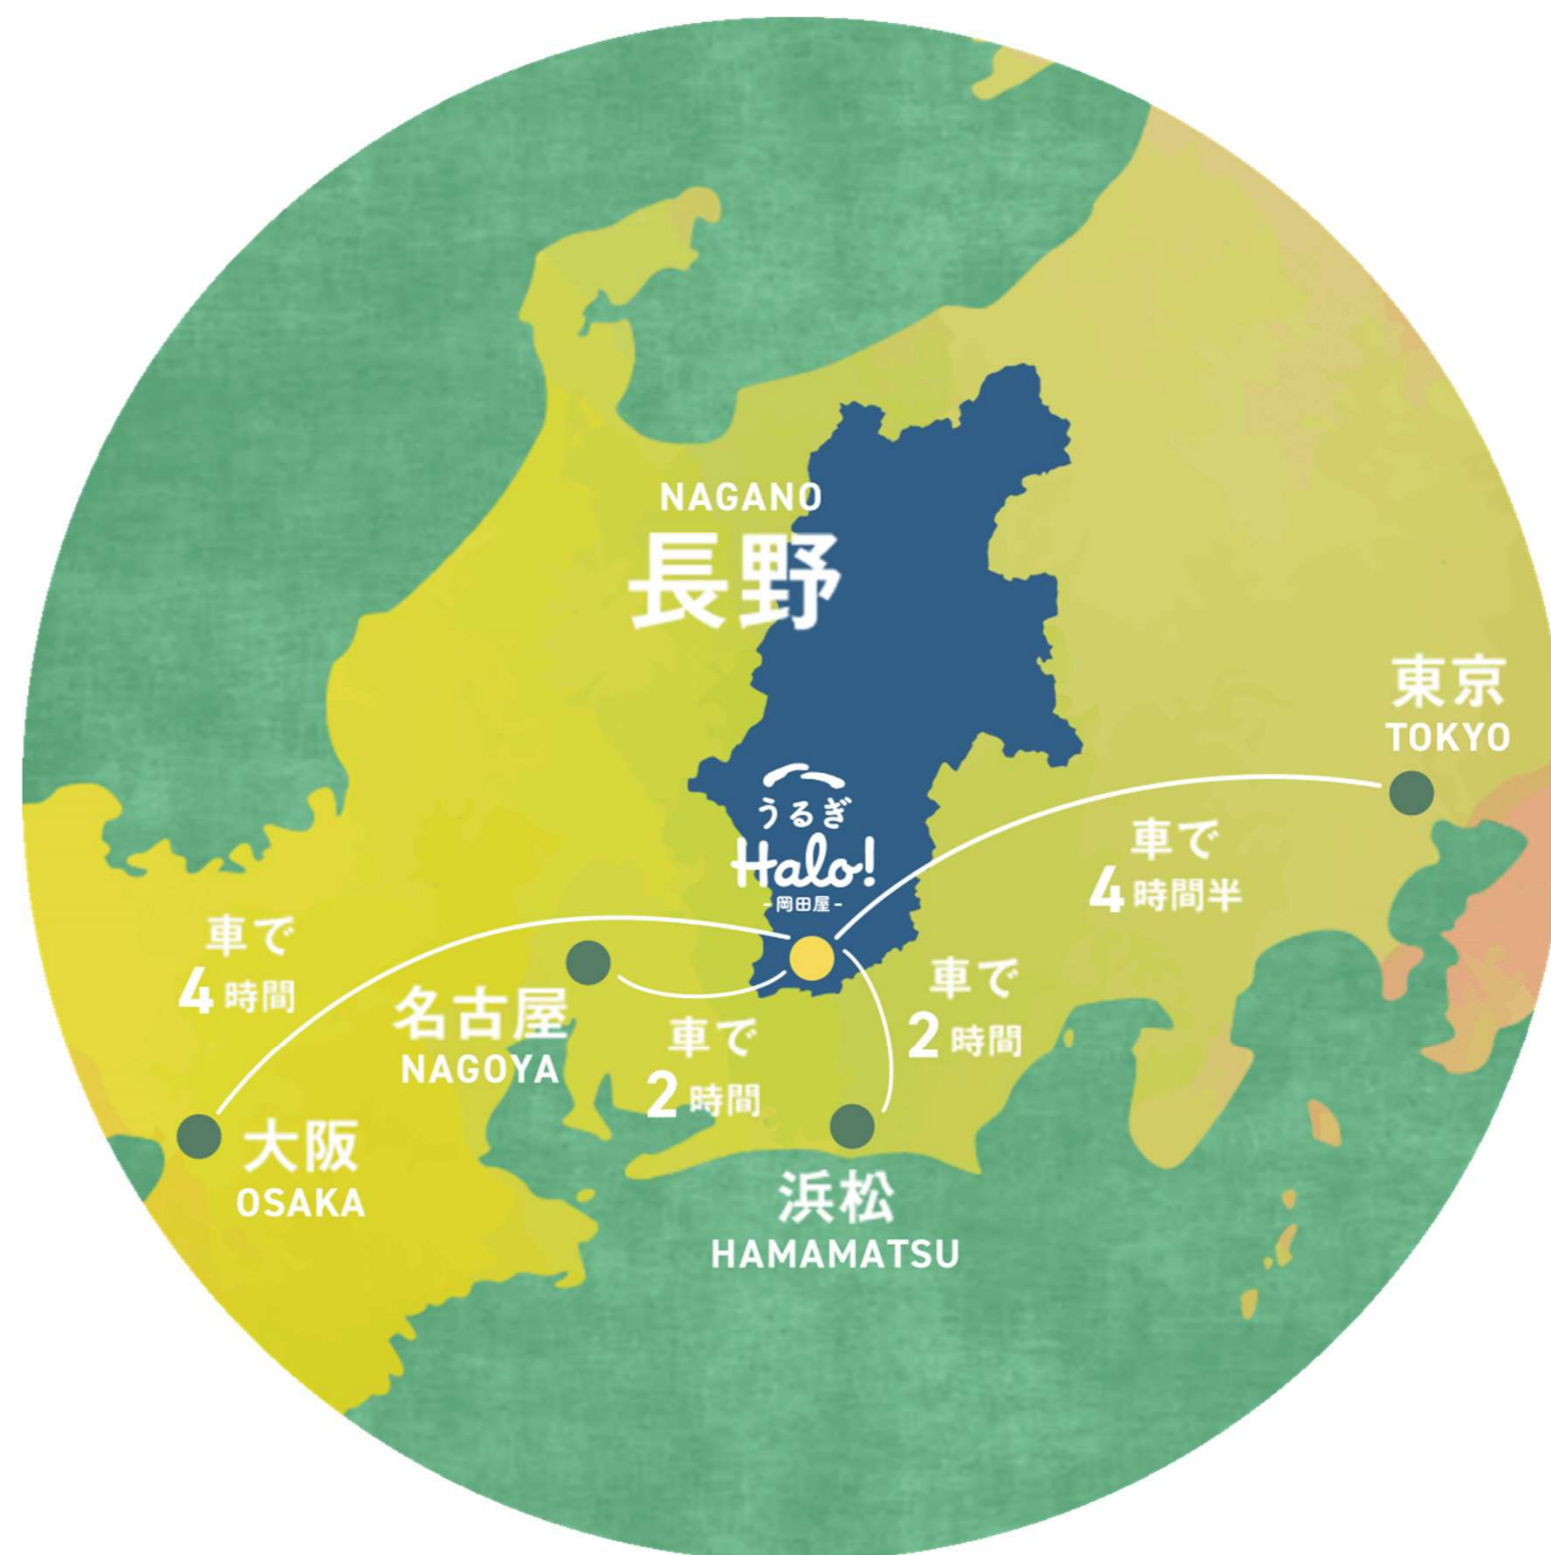 NAGANO
長野
東京
TOKYO
うるぎ
Halo!
-岡田屋-
車で
4時間半
車で
4時間
名古屋
NAGOYA
車で
2時間
車で
2時間
大阪
OSAKA
浜松
HAMAMATSU